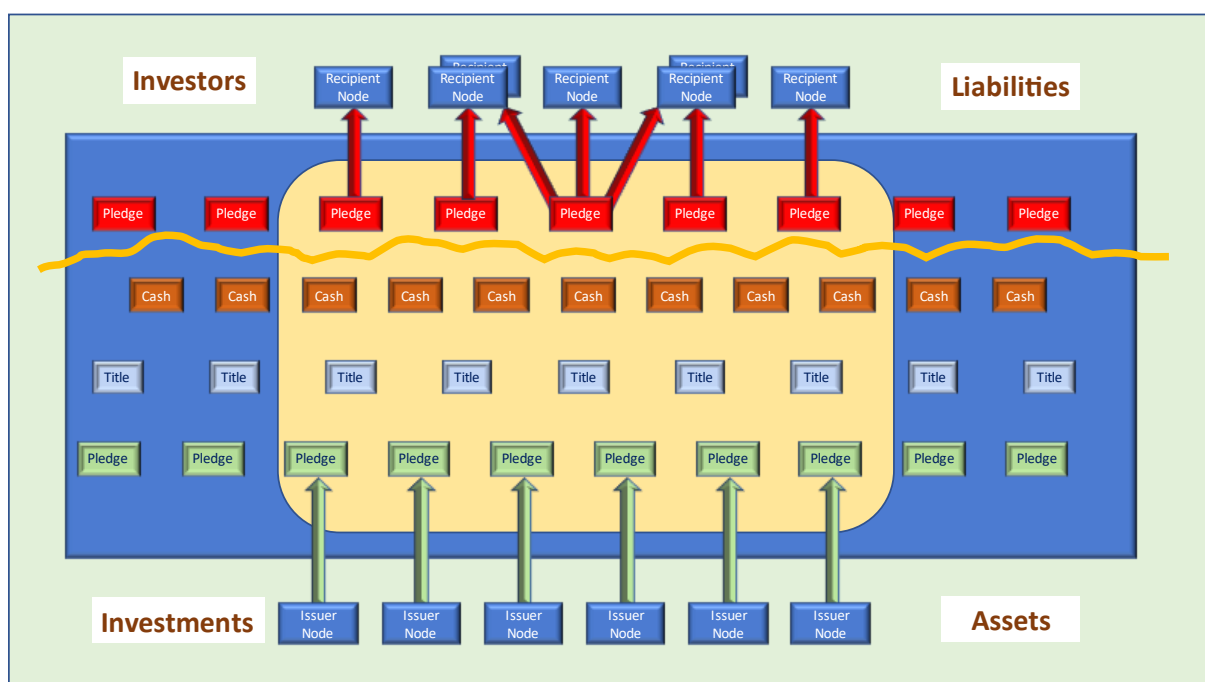 Investors
Liabilities
Recipient
Recipient
Recipient
Node
Recipient
Node
Recipient
Node
Recipient
Node
Recipient
Node
Pledge Pledge Pledge Pledge Pledge Pledge Pledge Pledge Pledge
Cash Cash Cash Cash Cash Cash Cash Cash Cash Cash Cash
Title Title Title Title Title Title Title Title Title
Pledge Pledge Pledge Pledge Pledge Pledge Pledge Pledge Pledge Pledge
Investments
Issuer
Node
Issuer
Node
Issuer
Node
Issuer
Node
Issuer
Node
Issuer
Node
Assets